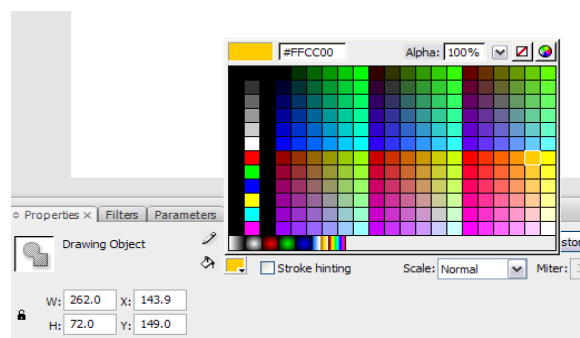 #FFCC00 Alpha: 100%
Properties × Filters Parameters
Drawing Object
Stroke hinting Scale: Normal Miter:
W: 262.0 X: 143.9
H: 72.0 Y: 149.0